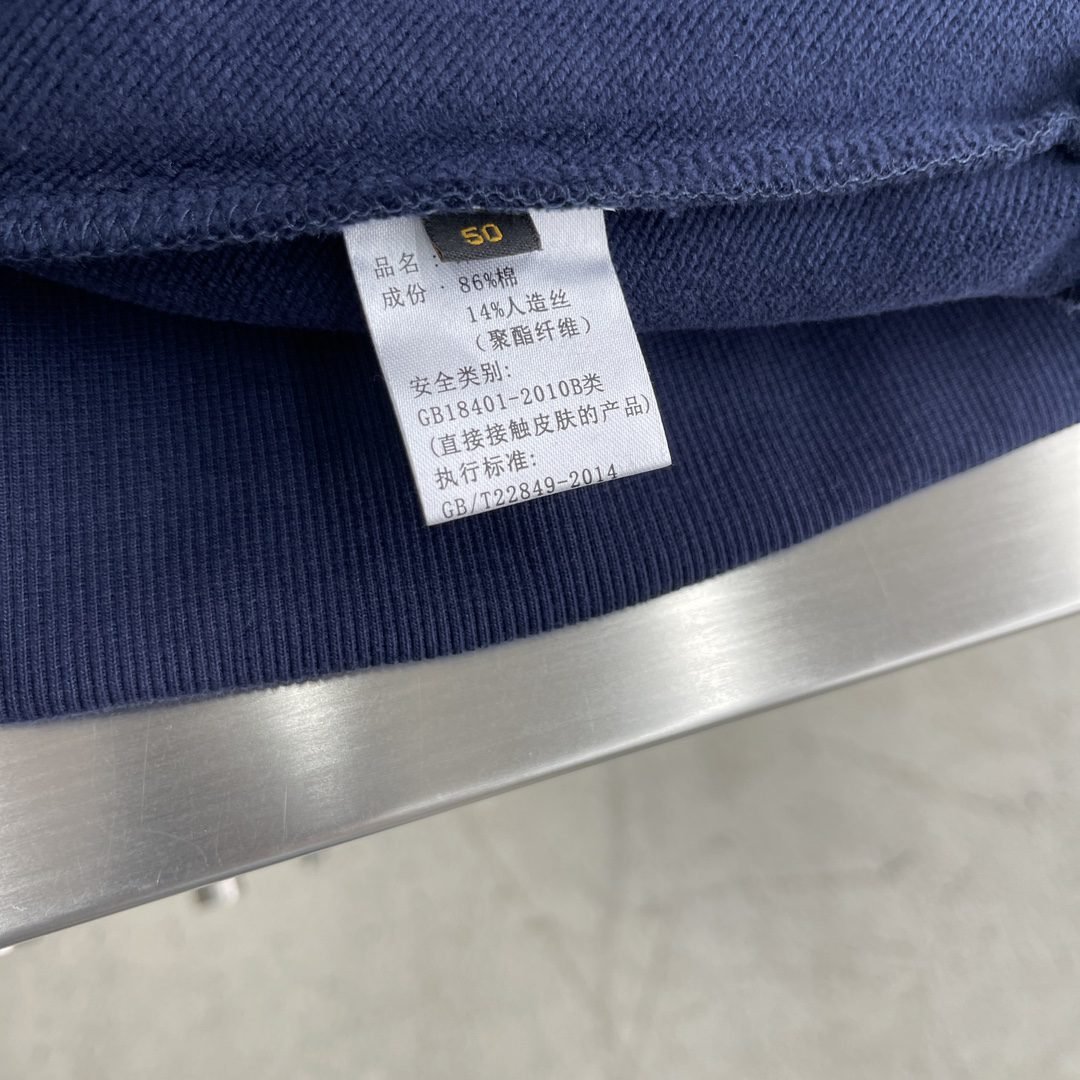 50
品名:
成份: 86%棉
14%人造丝
(聚酯纤维)
安全类别:
GB18401-2010B类
(直接接触皮肤的产品)
执行标准:
GB/T22849-2014